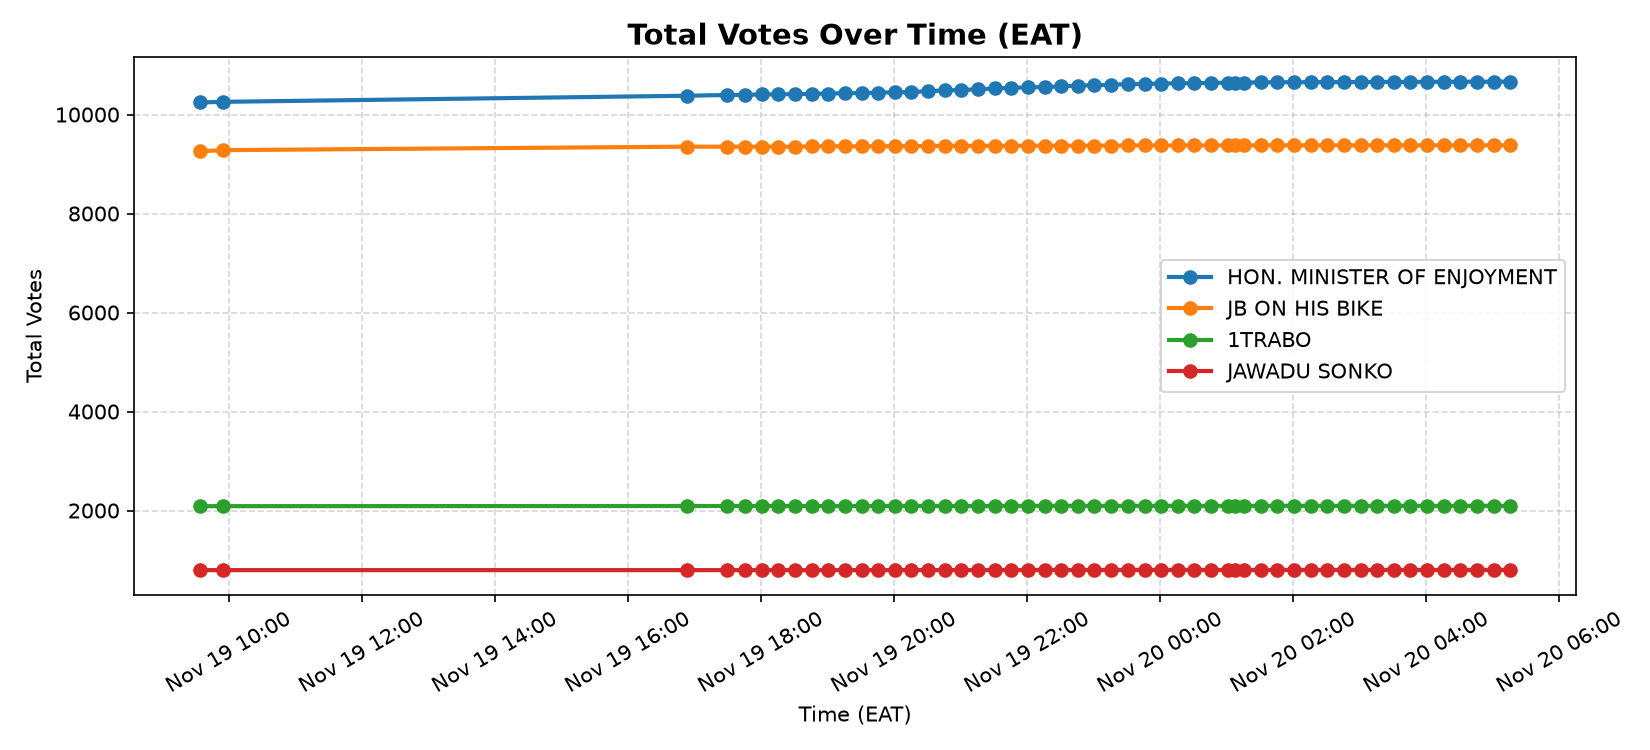 Total Votes Over Time (EAT)
Total Votes
10000
8000
6000
4000
2000
HON. MINISTER OF ENJOYMENT
JB ON HIS BIKE
1TRABO
JAWADU SONKO
Nov 19 10:00
Nov 19 12:00
Nov 19 14:00
Nov 19 16:00
Nov 19 18:00
Nov 19 20:00
Nov 19 22:00
Nov 20 00:00
Nov 20 02:00
Nov 20 04:00
Nov 20 06:00
Time (EAT)